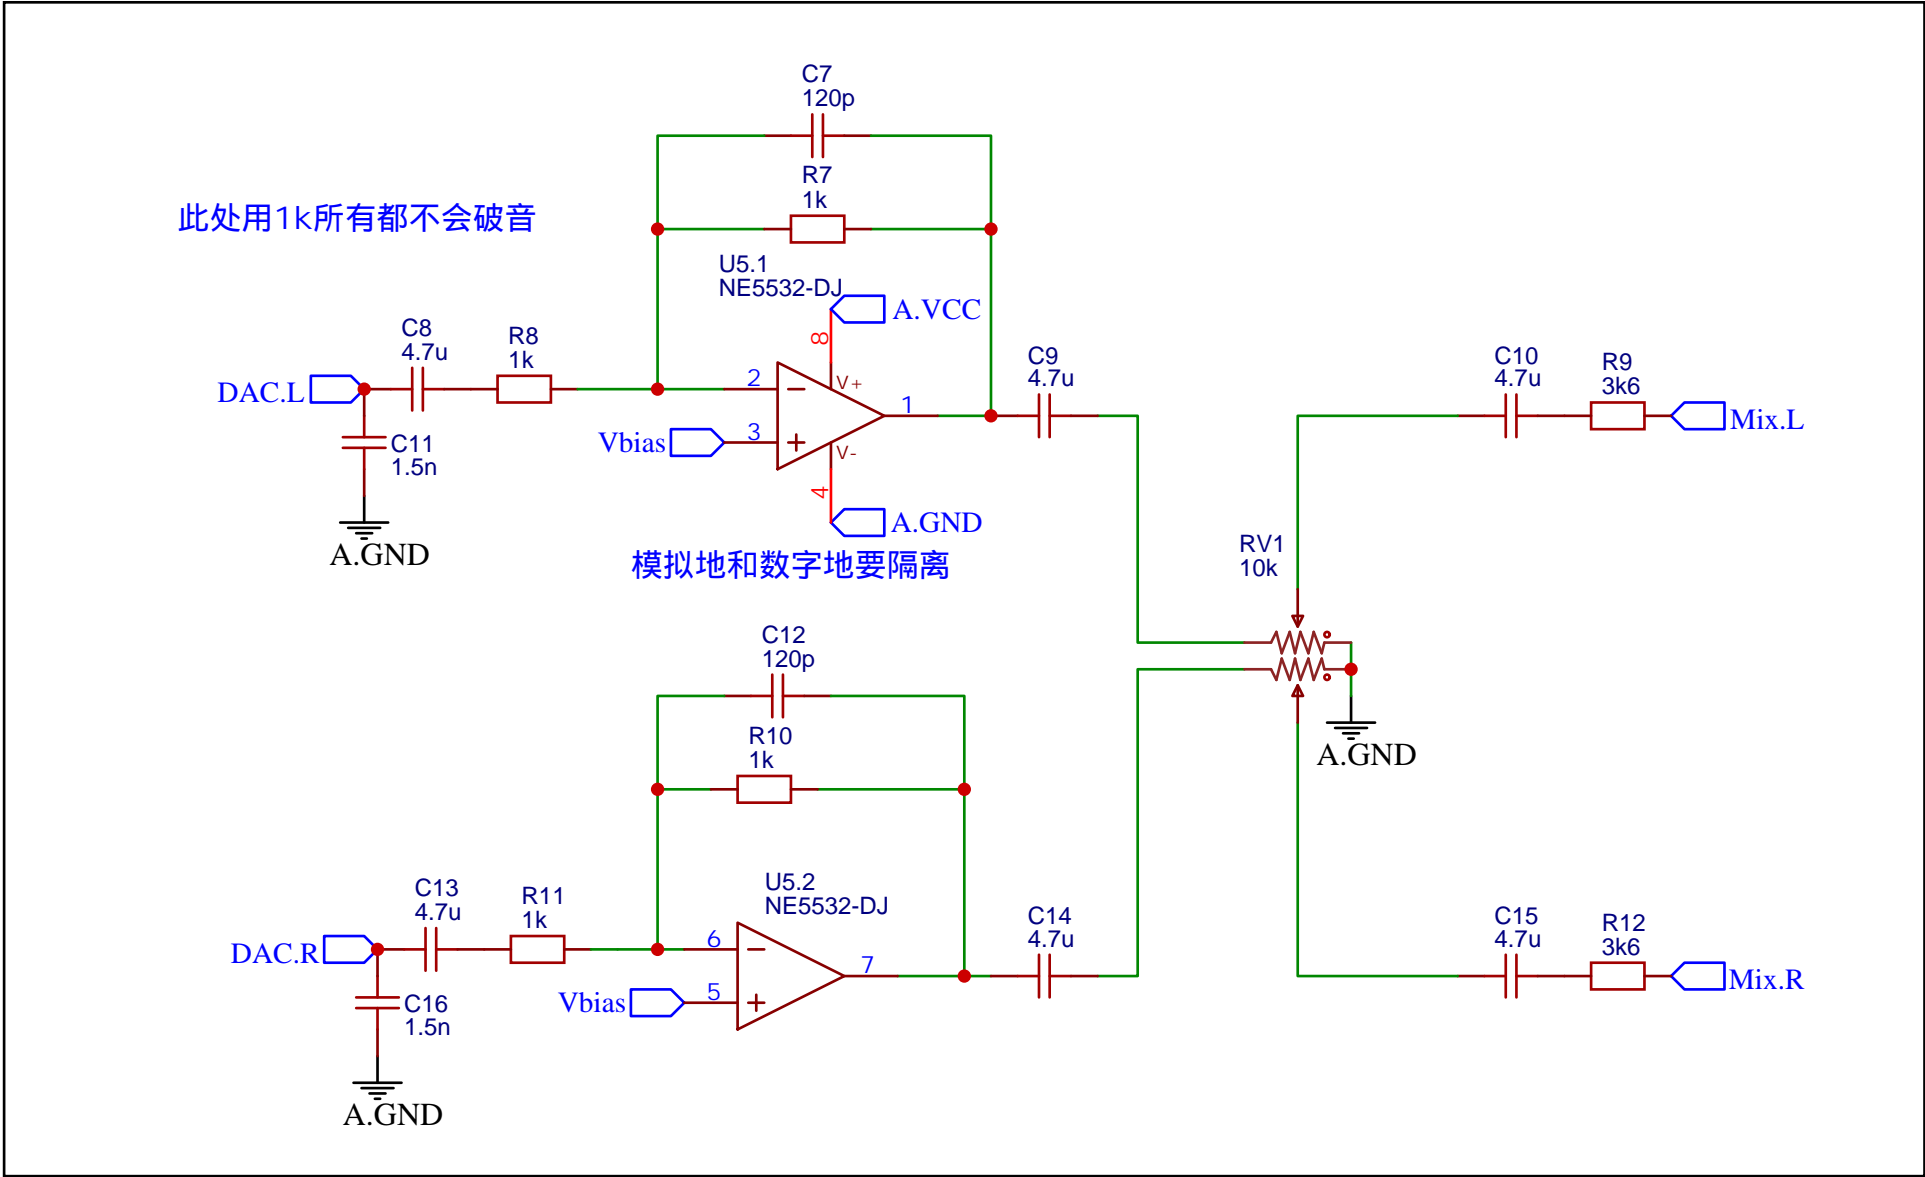 C7
120p
R7
1k
此处用1k所有都不会破音
U5.1
NE5532-DJ
A.VCC
8
C8
4.7u
R8
1k
C9
4.7u
C10
4.7u
R9
3k6
DAC.L
2
V+
1
Mix.L
C11
1.5n
Vbias
3
V-
4
A.GND
A.GND
模拟地和数字地要隔离
RV1
10k
C12
120p
R10
1k
A.GND
U5.2
NE5532-DJ
C13
4.7u
R11
1k
C14
4.7u
C15
4.7u
R12
3k6
DAC.R
6
7
Mix.R
C16
1.5n
Vbias
5
A.GND